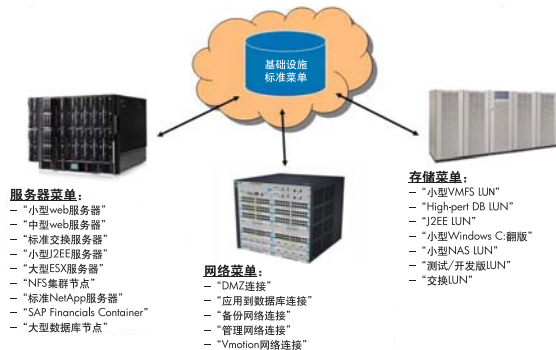 基础设施
标准菜单
服务器菜单：
– “小型web服务器”
– “中型web服务器”
– “标准交换服务器”
– “小型J2EE服务器”
– “大型ESX服务器”
– “NFS集群节点”
– “标准NetApp服务器”
– “SAP Financials Container”
– “大型数据库节点”
网络菜单：
– “DMZ连接”
– “应用到数据库连接”
– “备份网络连接”
– “管理网络连接”
– “Vmotion网络连接”
存储菜单：
– “小型VMFS LUN”
– “High-pert DB LUN”
– “J2EE LUN”
– “小型Windows C:翻版”
– “小型NAS LUN”
– “测试/开发版LUN”
– “交换LUN”